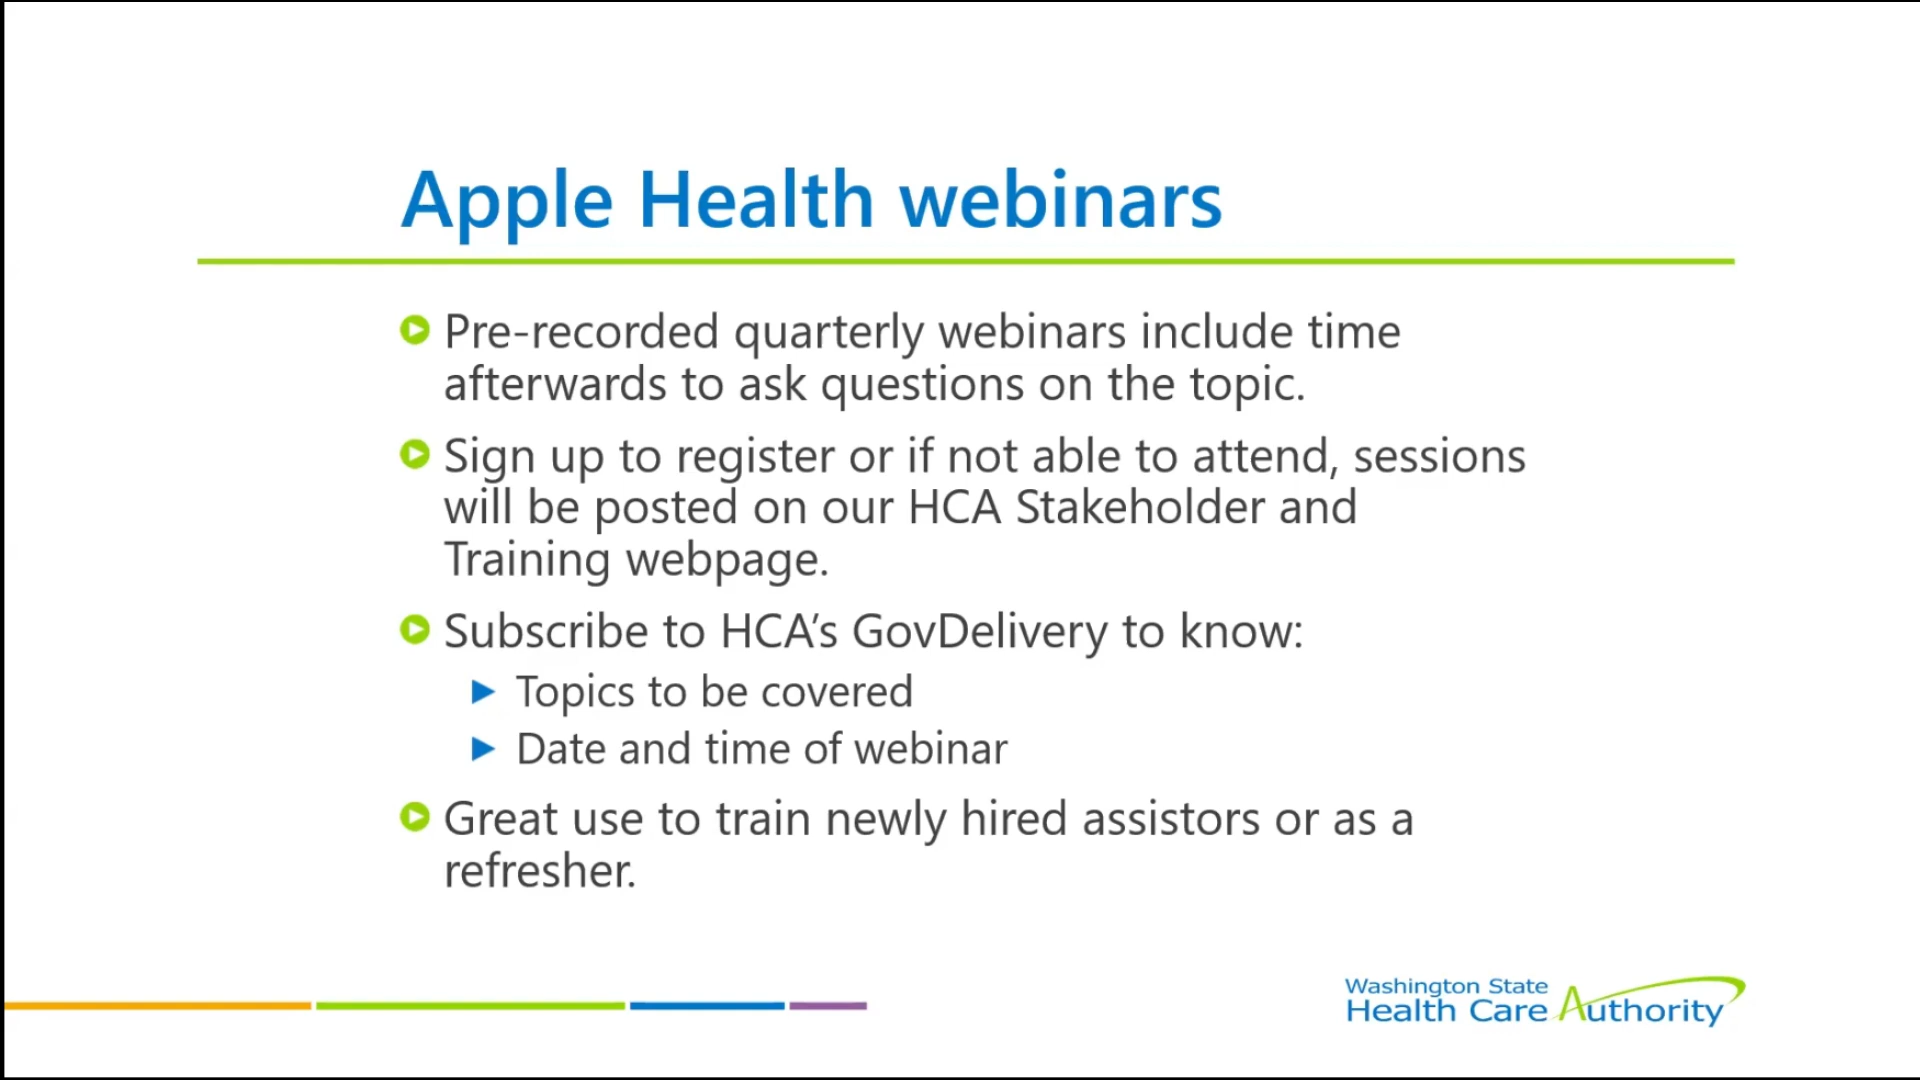 Apple Health webinars
Pre-recorded quarterly webinars include time
afterwards to ask questions on the topic.
Sign up to register or if not able to attend, sessions
will be posted on our HCA Stakeholder and
Training webpage.
Subscribe to HCA’s GovDelivery to know:
Topics to be covered
Date and time of webinar
Great use to train newly hired assistors or as a
refresher.
Washington State
Health Care Authority